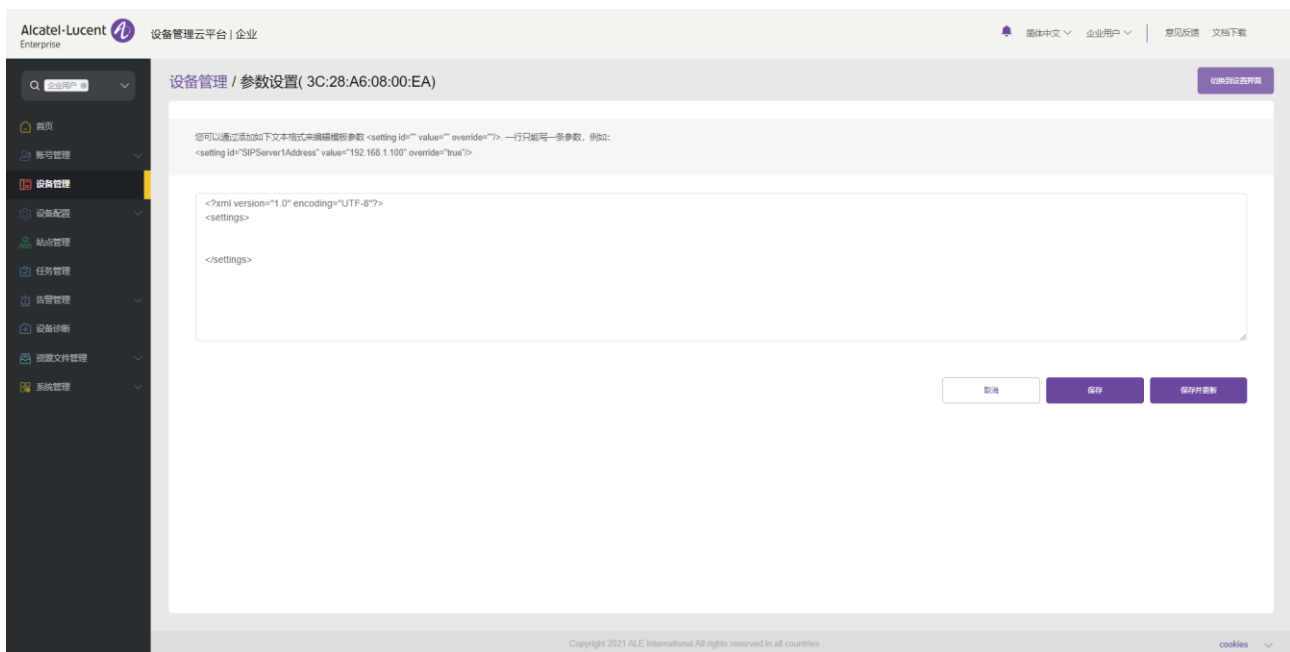 Alcatel·Lucent
Enterprise
设备管理云平台 | 企业
简体中文
企业用户
意见反馈
文档下载
企业用户
设备管理 / 参数设置( 3C:28:A6:08:00:EA)
切换到设置界面
首页
账号管理
设备管理
设备配置
站点管理
任务管理
告警管理
设备诊断
资源文件管理
系统管理
您可以通过添加如下文本格式来编辑模板参数 <setting id="" value="" override=""/>. 一行只能写一条参数，例如:
<setting id="SIPServer1Address" value="192.168.1.100" override="true"/>
<?xml version="1.0" encoding="UTF-8"?>
<settings>
</settings>
取消
保存
保存并更新
Copyright 2021 ALE International.All rights reserved in all countries
cookies